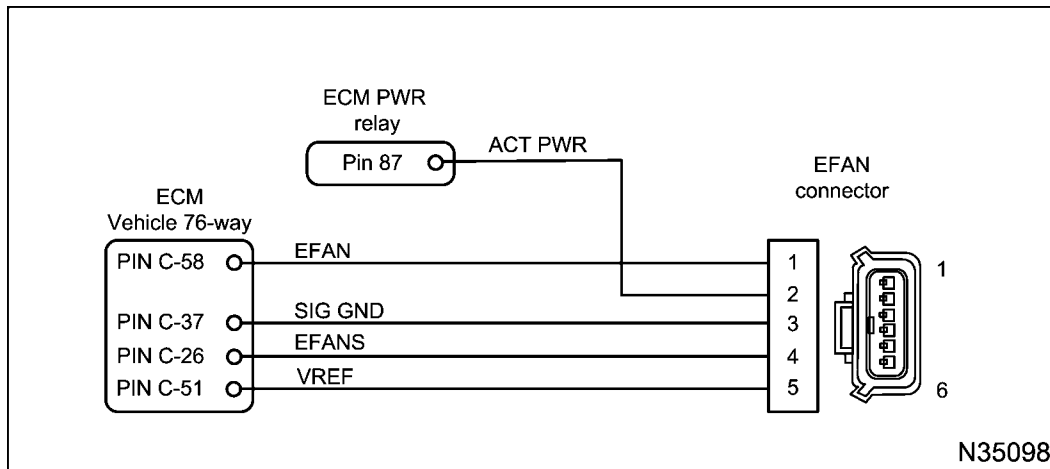 ECM PWR
relay
Pin 87
ACT PWR
EFAN
connector
ECM
Vehicle 76-way
PIN C-58
EFAN
1
2
PIN C-37
SIG GND
3
PIN C-26
EFANS
4
PIN C-51
VREF
5
1
6
N35098